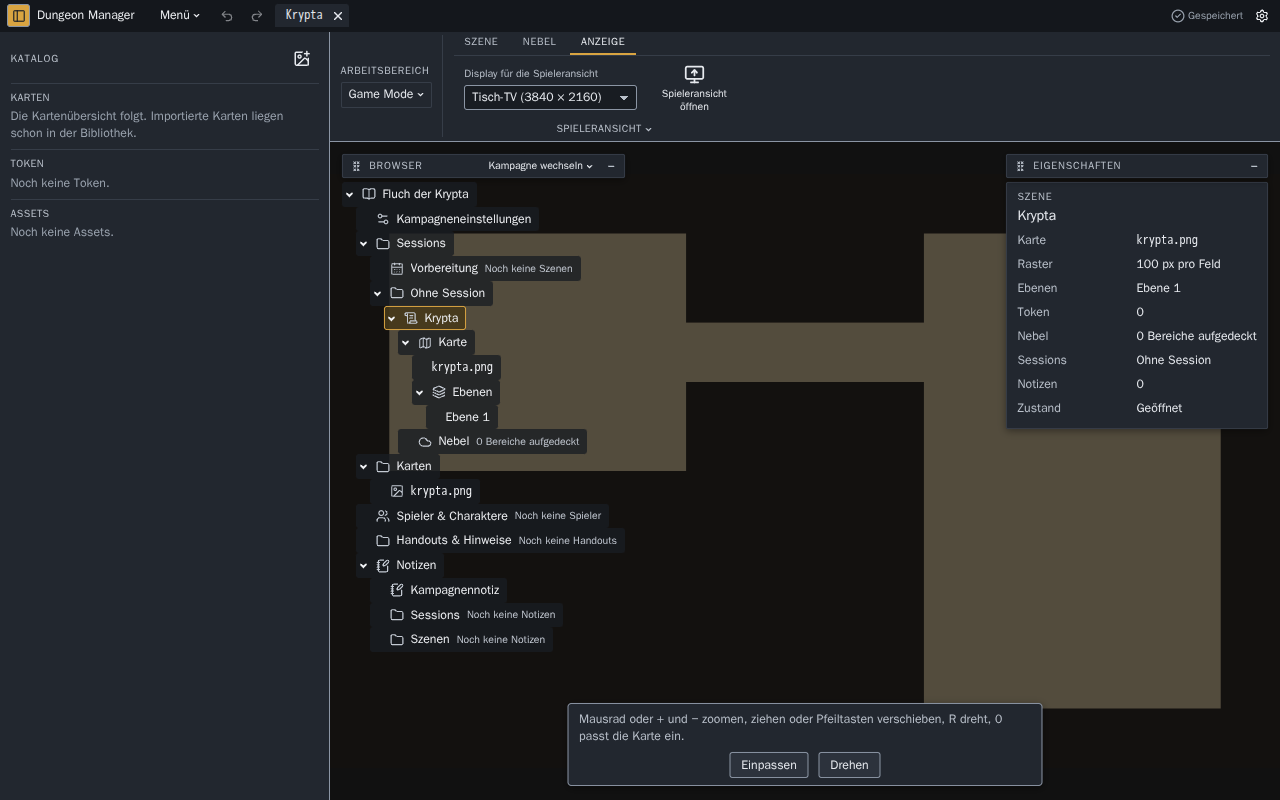 Dungeon Manager
Menü
Krypta
Gespeichert
KATALOG
KARTEN
Die Kartenübersicht folgt. Importierte Karten liegen
schon in der Bibliothek.
TOKEN
Noch keine Token.
ASSETS
Noch keine Assets.
ARBEITSBEREICH
Game Mode
SZENE NEBEL ANZEIGE
Display für die Spieleransicht
Tisch-TV (3840 × 2160)
Spieleransicht
öffnen
SPIELERANSICHT
BROWSER Kampagne wechseln
Fluch der Krypta
Kampagneneinstellungen
Sessions
Vorbereitung Noch keine Szenen
Ohne Session
Krypta
Karte
krypta.png
Ebenen
Ebene 1
Nebel 0 Bereiche aufgedeckt
Karten
krypta.png
Spieler & Charaktere Noch keine Spieler
Handouts & Hinweise Noch keine Handouts
Notizen
Kampagnennotiz
Sessions Noch keine Notizen
Szenen Noch keine Notizen
EIGENSCHAFTEN
SZENE
Krypta
Karte krypta.png
Raster 100 px pro Feld
Ebenen Ebene 1
Token 0
Nebel 0 Bereiche aufgedeckt
Sessions Ohne Session
Notizen 0
Zustand Geöffnet
Mausrad oder + und − zoomen, ziehen oder Pfeiltasten verschieben, R dreht, 0
passt die Karte ein.
Einpassen Drehen